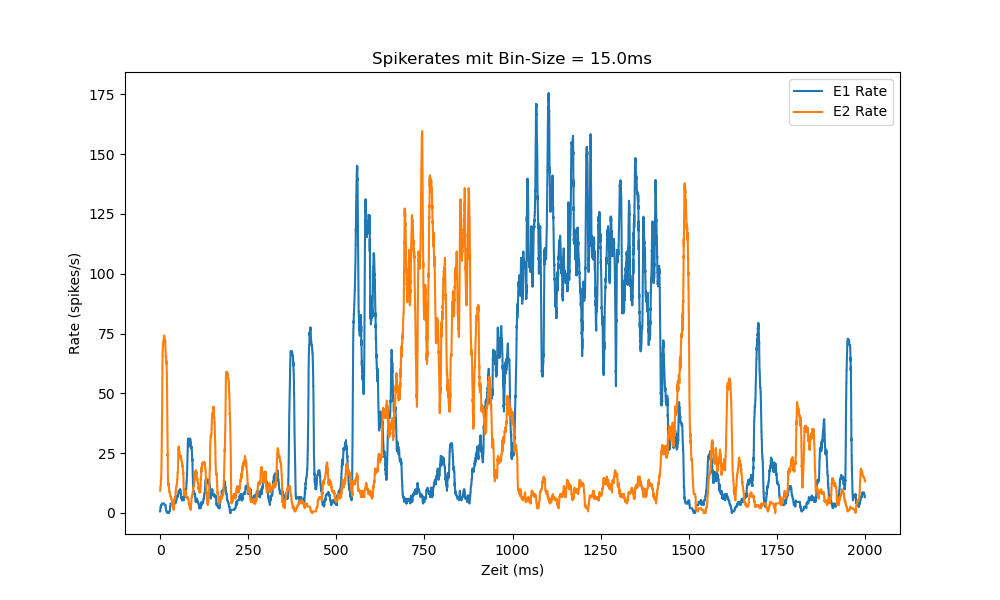 Spikerates mit Bin-Size = 15.0ms
E1 Rate
E2 Rate
175
150
125
100
75
50
25
0
Rate (spikes/s)
0 250 500 750 1000 1250 1500 1750 2000
Zeit (ms)